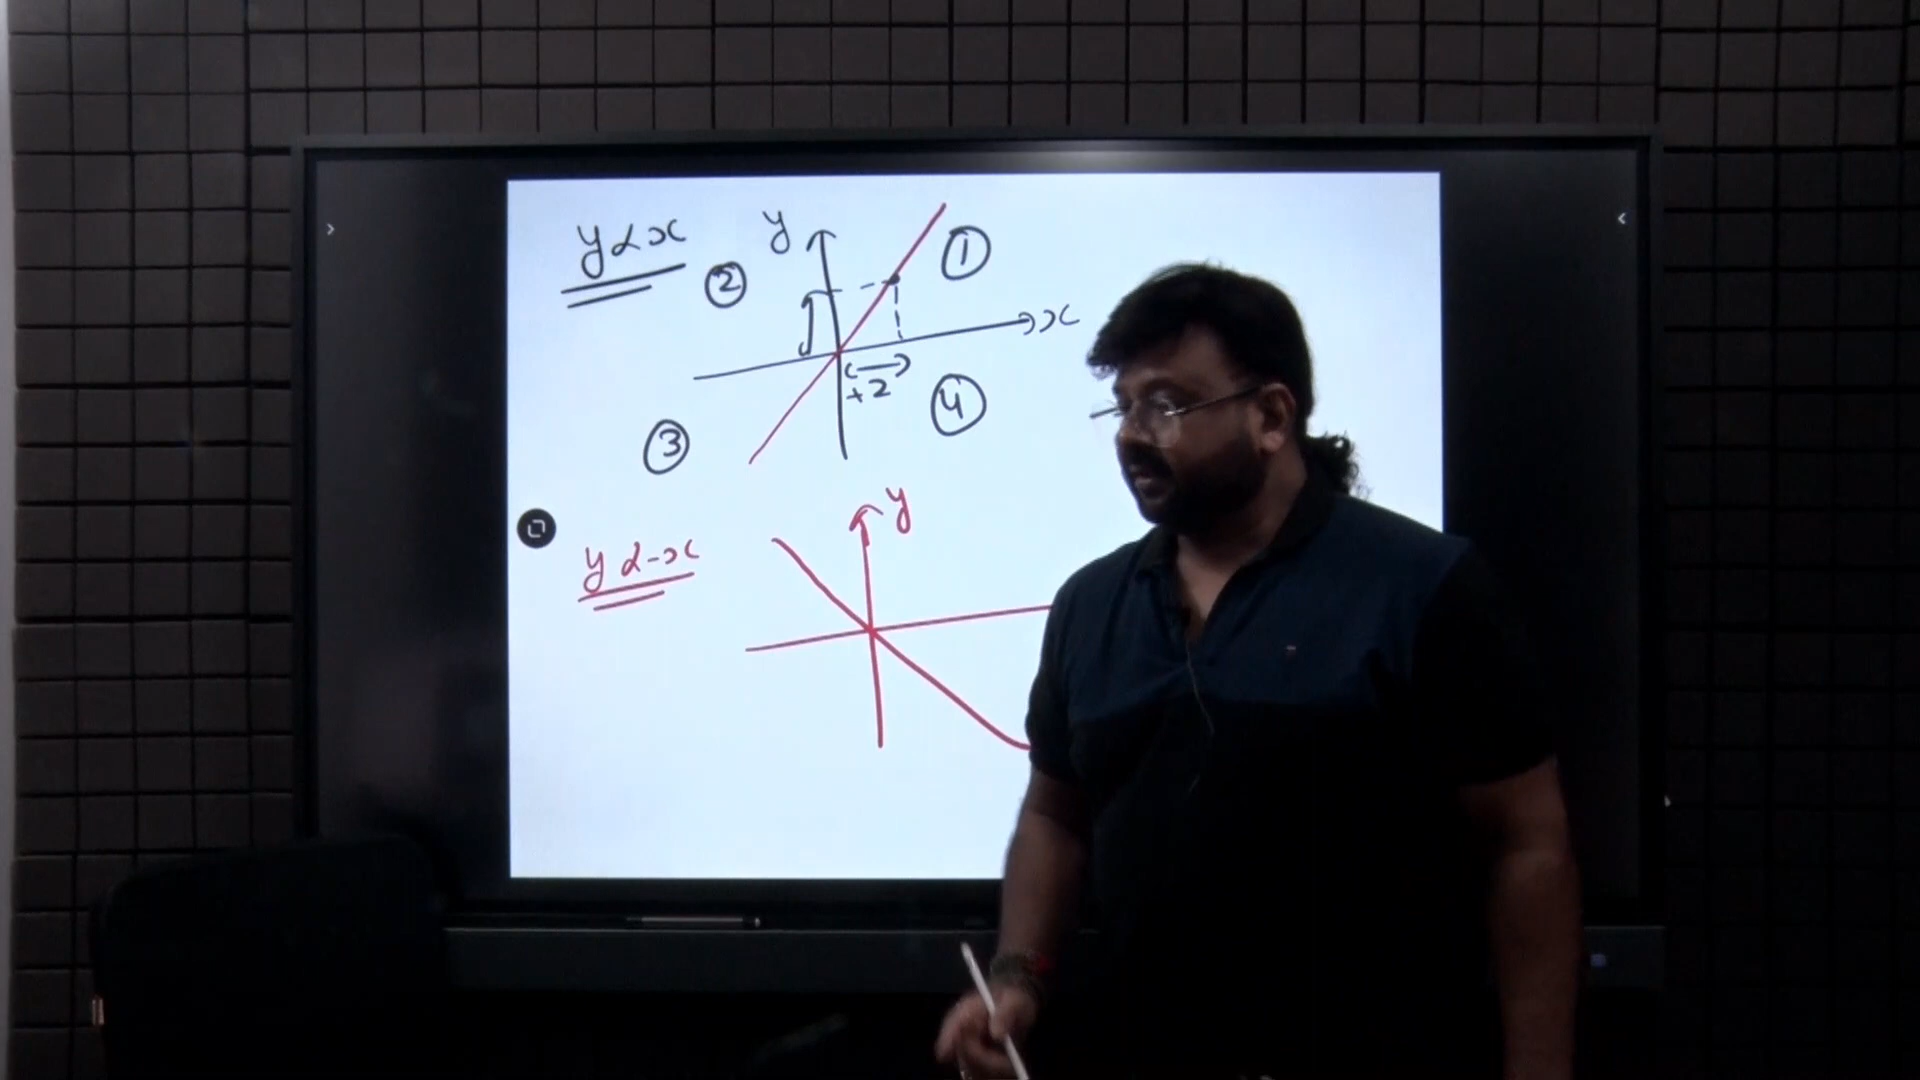 y ∝ x
y
①
②
x
+2
④
③
y
y ∝ -x